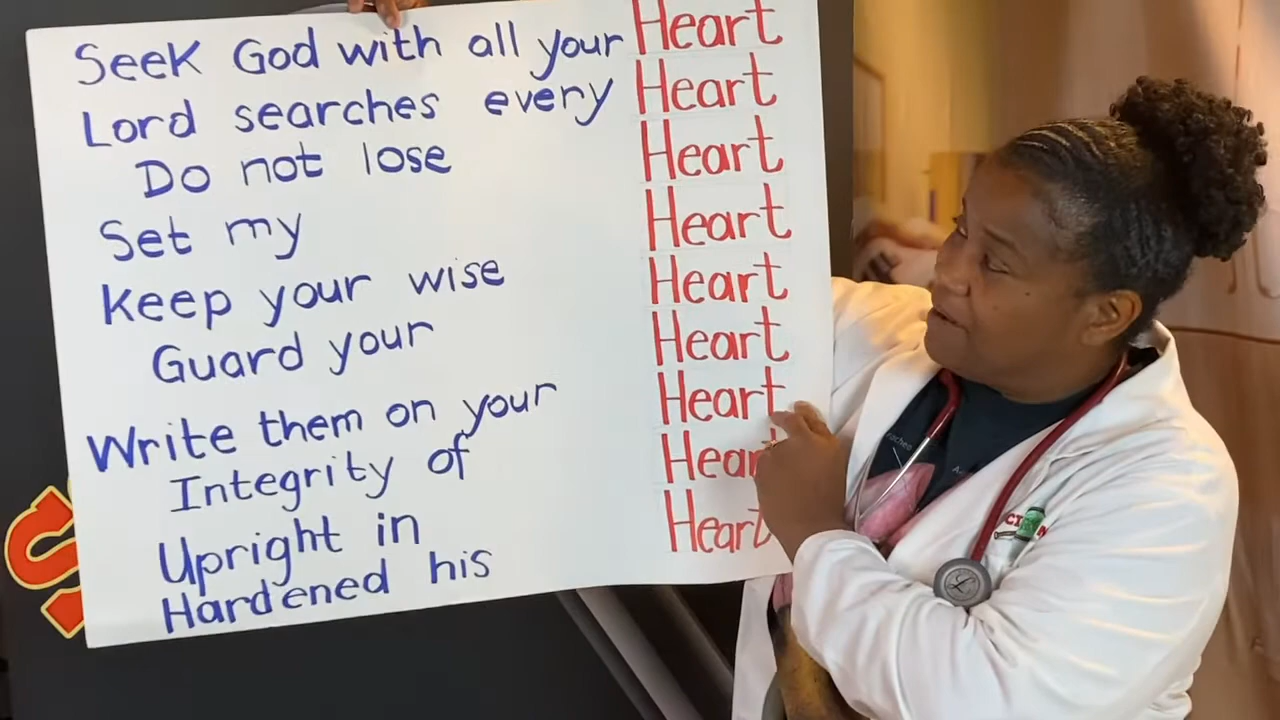 Seek God with all your Heart
Lord searches every Heart
Do not lose Heart
Set my Heart
Keep your wise Heart
Guard your Heart
Write them on your Heart
Integrity of Hear
Upright in Heart
Hardened his